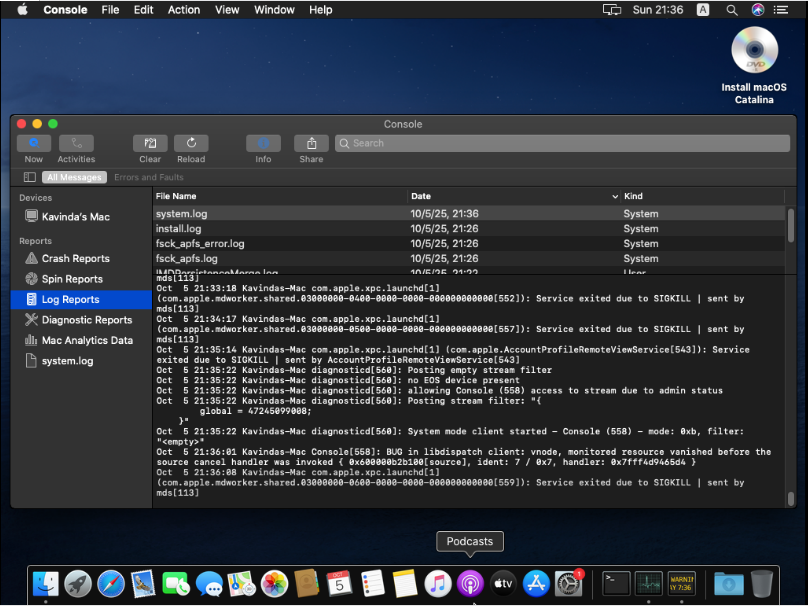 Console File Edit Action View Window Help Sun 21:36 A
DVD
Install macOS
Catalina
Console
Now Activities Clear Reload Info Share Search
All Messages Errors and Faults
Devices
Kavinda's Mac
Reports
Crash Reports
Spin Reports
Log Reports
Diagnostic Reports
Mac Analytics Data
system.log
File Name Date Kind
system.log 10/5/25, 21:36 System
install.log 10/5/25, 21:26 System
fsck_apfs_error.log 10/5/25, 21:26 System
fsck_apfs.log 10/5/25, 21:26 System
IMDPersistenceMerge.log 10/5/25, 21:22 User
mds[113]
Oct  5 21:33:18 Kavindas-Mac com.apple.xpc.launchd[1]
(com.apple.mdworker.shared.03000000-0400-0000-0000-000000000000[552]): Service exited due to SIGKILL | sent by
mds[113]
Oct  5 21:34:17 Kavindas-Mac com.apple.xpc.launchd[1]
(com.apple.mdworker.shared.03000000-0500-0000-0000-000000000000[557]): Service exited due to SIGKILL | sent by
mds[113]
Oct  5 21:35:14 Kavindas-Mac com.apple.xpc.launchd[1] (com.apple.AccountProfileRemoteViewService[543]): Service
exited due to SIGKILL | sent by AccountProfileRemoteViewService[543]
Oct  5 21:35:22 Kavindas-Mac diagnosticd[560]: Posting empty stream filter
Oct  5 21:35:22 Kavindas-Mac diagnosticd[560]: no EOS device present
Oct  5 21:35:22 Kavindas-Mac diagnosticd[560]: allowing Console (558) access to stream due to admin status
Oct  5 21:35:22 Kavindas-Mac diagnosticd[560]: Posting stream filter: "{
global = 47245099008;
}"
Oct  5 21:35:22 Kavindas-Mac diagnosticd[560]: System mode client started - Console (558) - mode: 0xb, filter:
"<empty>"
Oct  5 21:36:01 Kavindas-Mac Console[558]: BUG in libdispatch client: vnode, monitored resource vanished before the
source cancel handler was invoked { 0x600000b2b100[source], ident: 7 / 0x7, handler: 0x7fff4d9465d4 }
Oct  5 21:36:08 Kavindas-Mac com.apple.xpc.launchd[1]
(com.apple.mdworker.shared.03000000-0600-0000-0000-000000000000[559]): Service exited due to SIGKILL | sent by
mds[113]
Podcasts
OCT
5
tv
1
WARNIN
LY 7:36